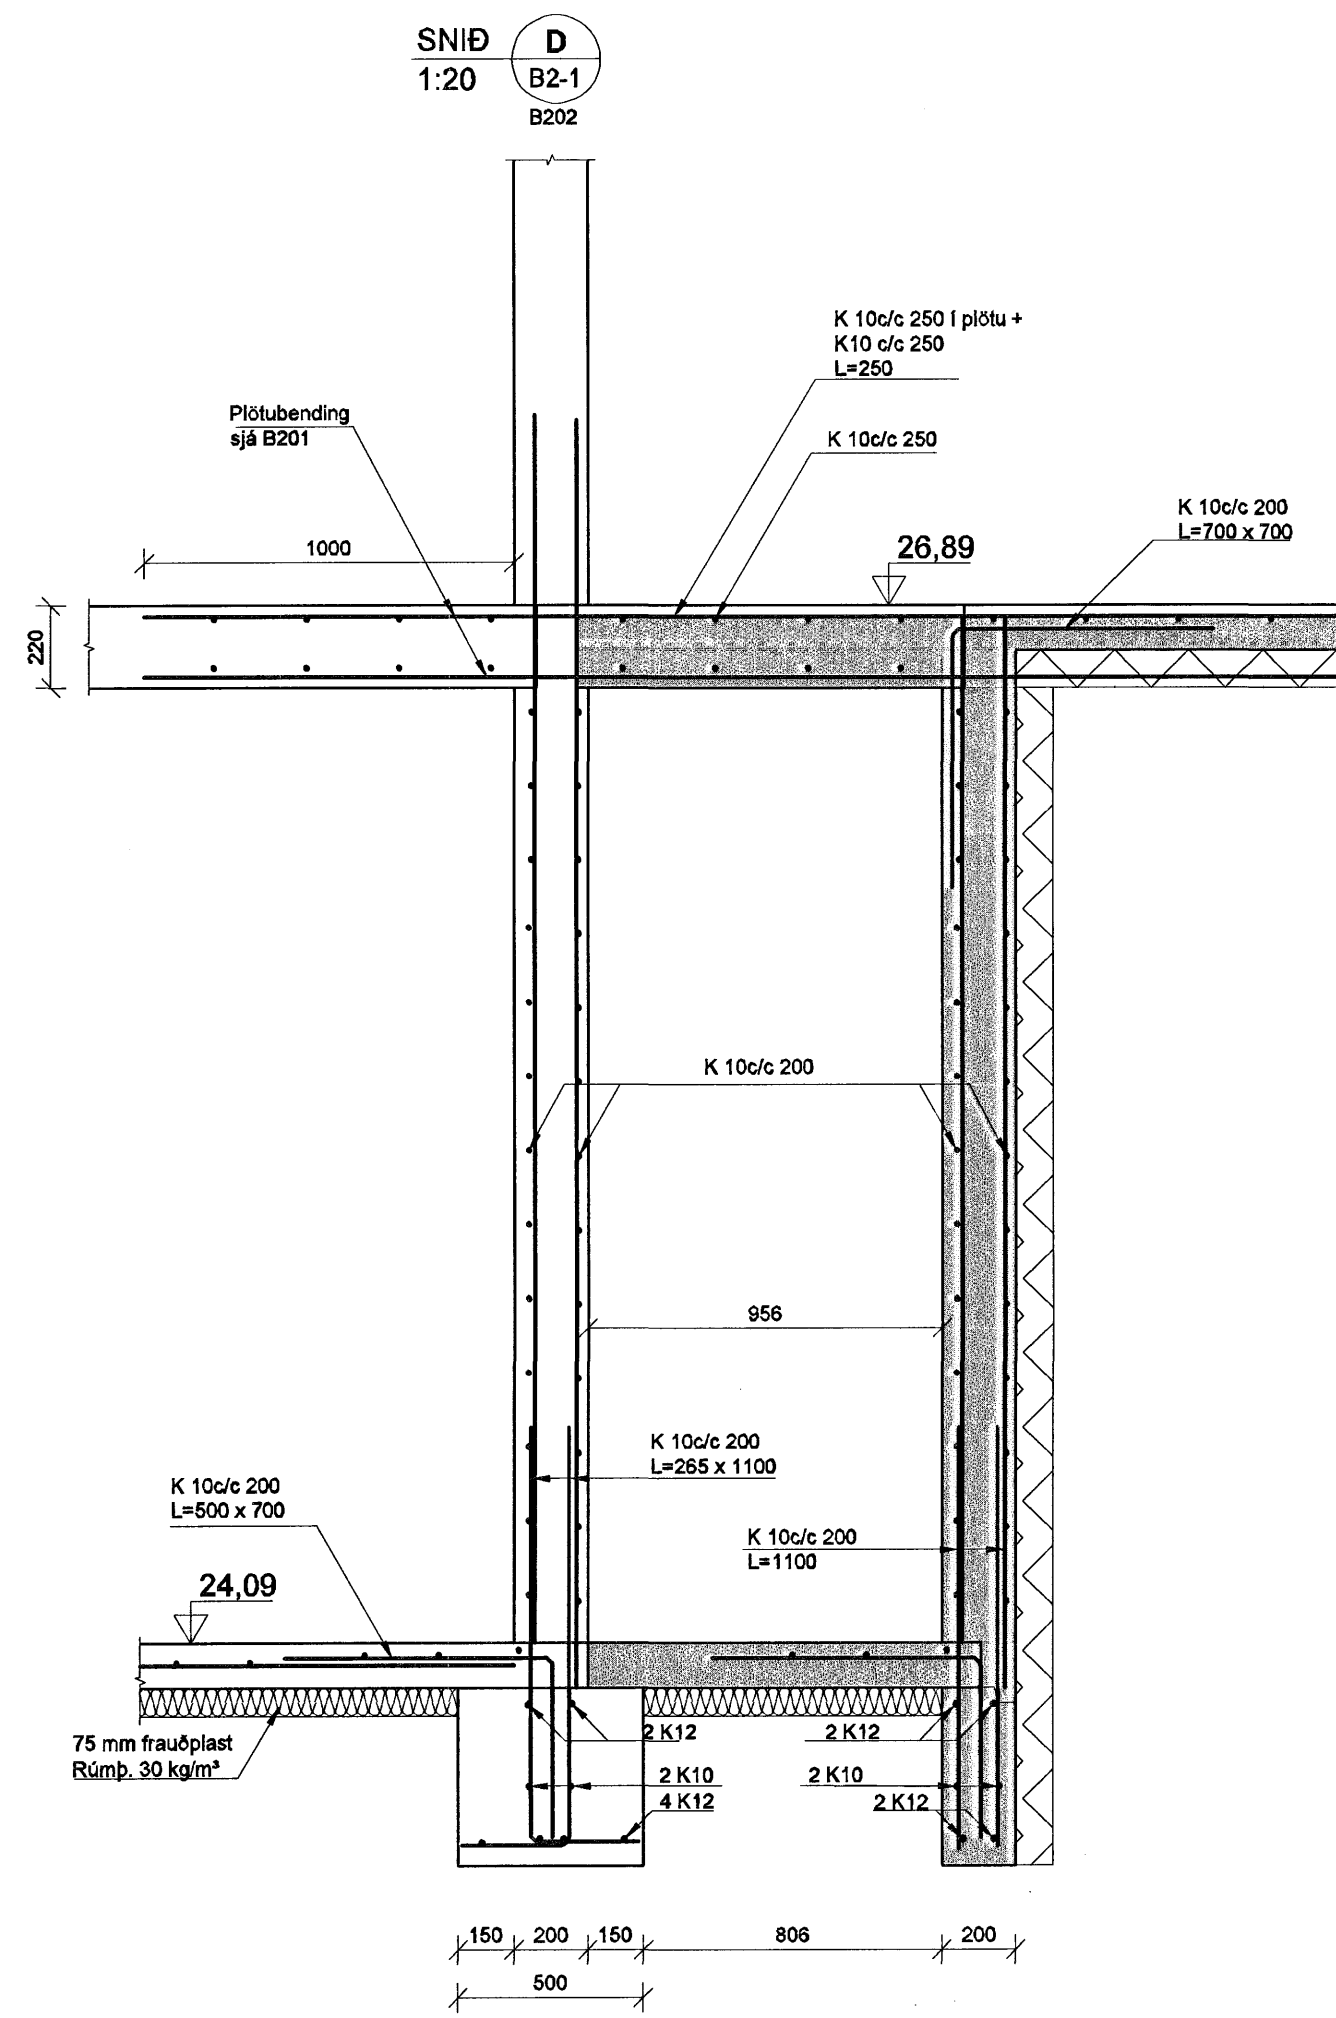 SNIÐ
1:20
D
B2-1
B202
K 10c/c 250 í plötu +
K10 c/c 250
L=250
Plötubending
sjá B201
K 10c/c 250
K 10c/c 200
L=700 x 700
1000
26,89
220
K 10c/c 200
956
K 10c/c 200
L=265 x 1100
K 10c/c 200
L=500 x 700
K 10c/c 200
L=1100
24,09
2 K12
2 K12
75 mm frauðplast
Rúmþ. 30 kg/m³
2 K10
2 K10
4 K12
2 K12
150
200
150
806
200
500